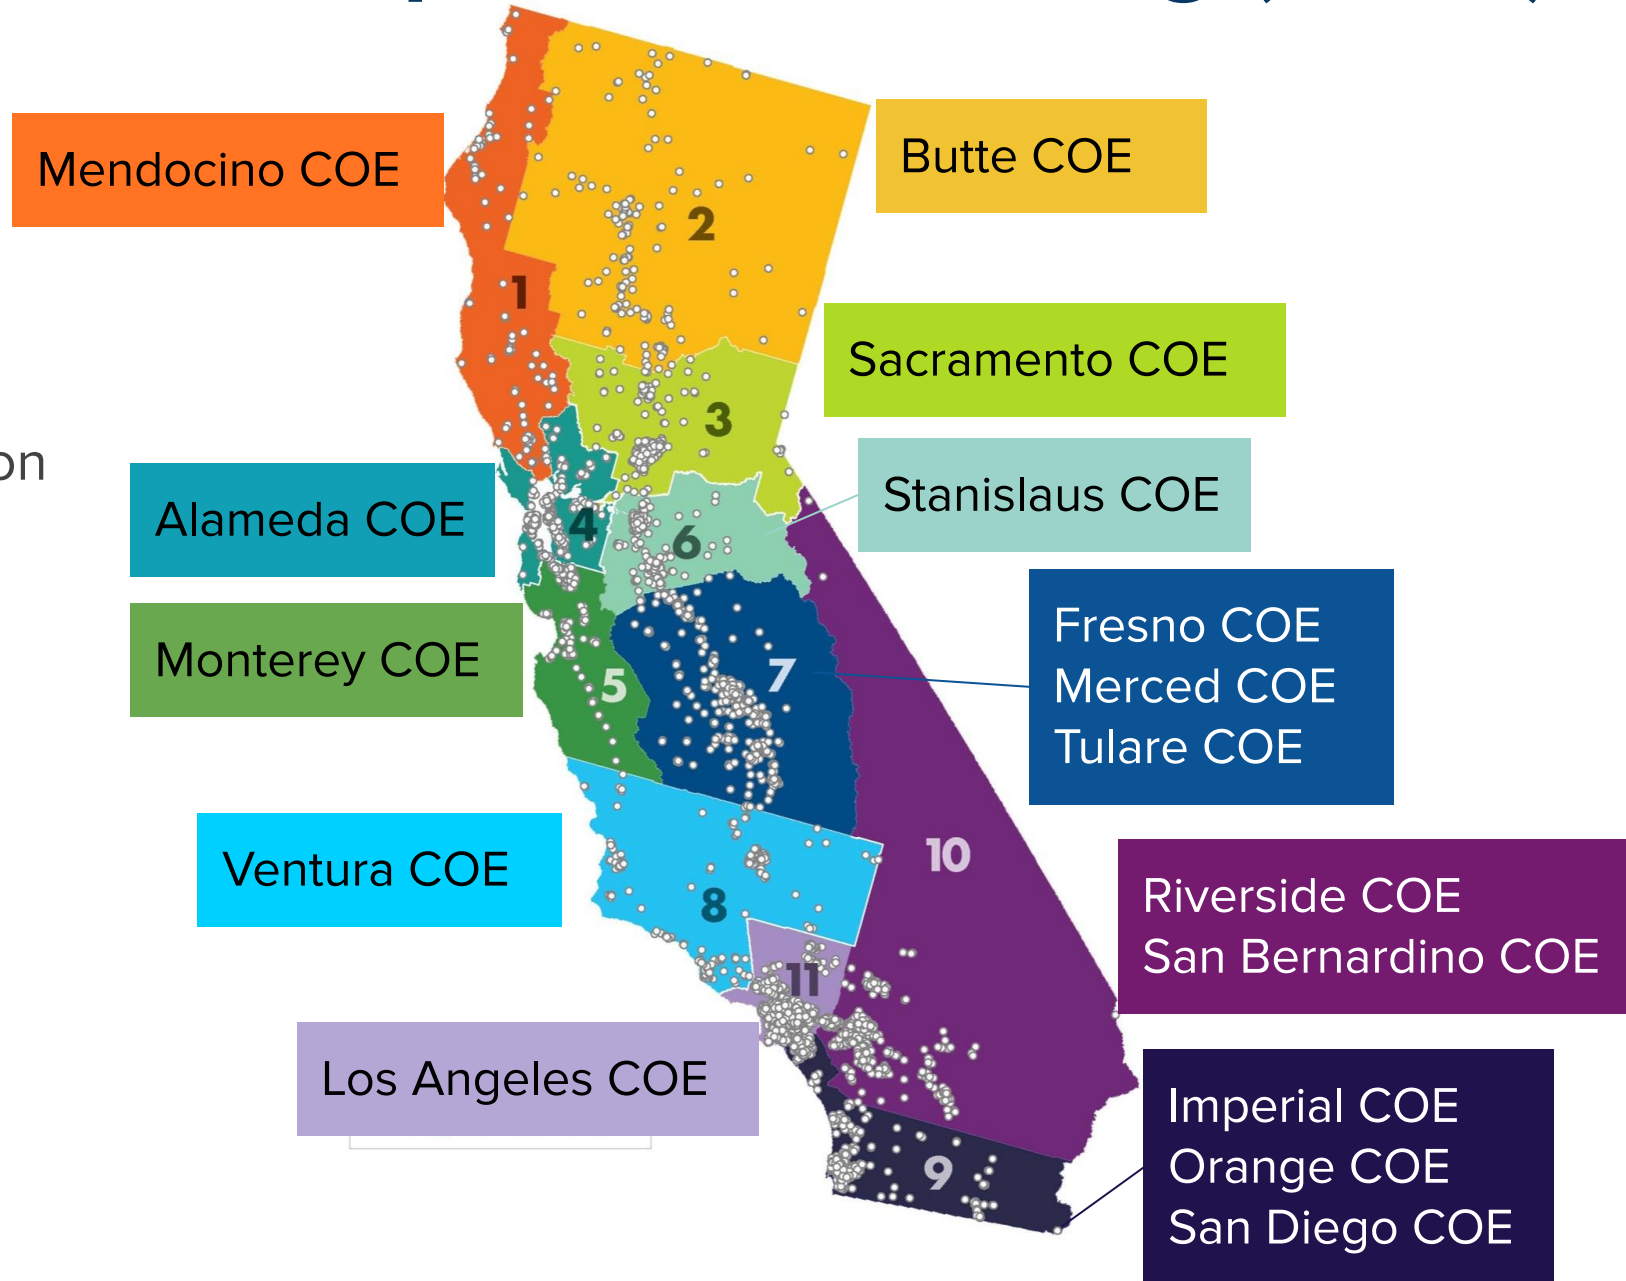 Mendocino COE
Butte COE
2
1
Sacramento COE
3
on
Alameda COE
Stanislaus COE
4
6
Monterey COE
Fresno COE
Merced COE
Tulare COE
7
5
Ventura COE
10
8
Riverside COE
San Bernardino COE
11
Los Angeles COE
Imperial COE
Orange COE
San Diego COE
9